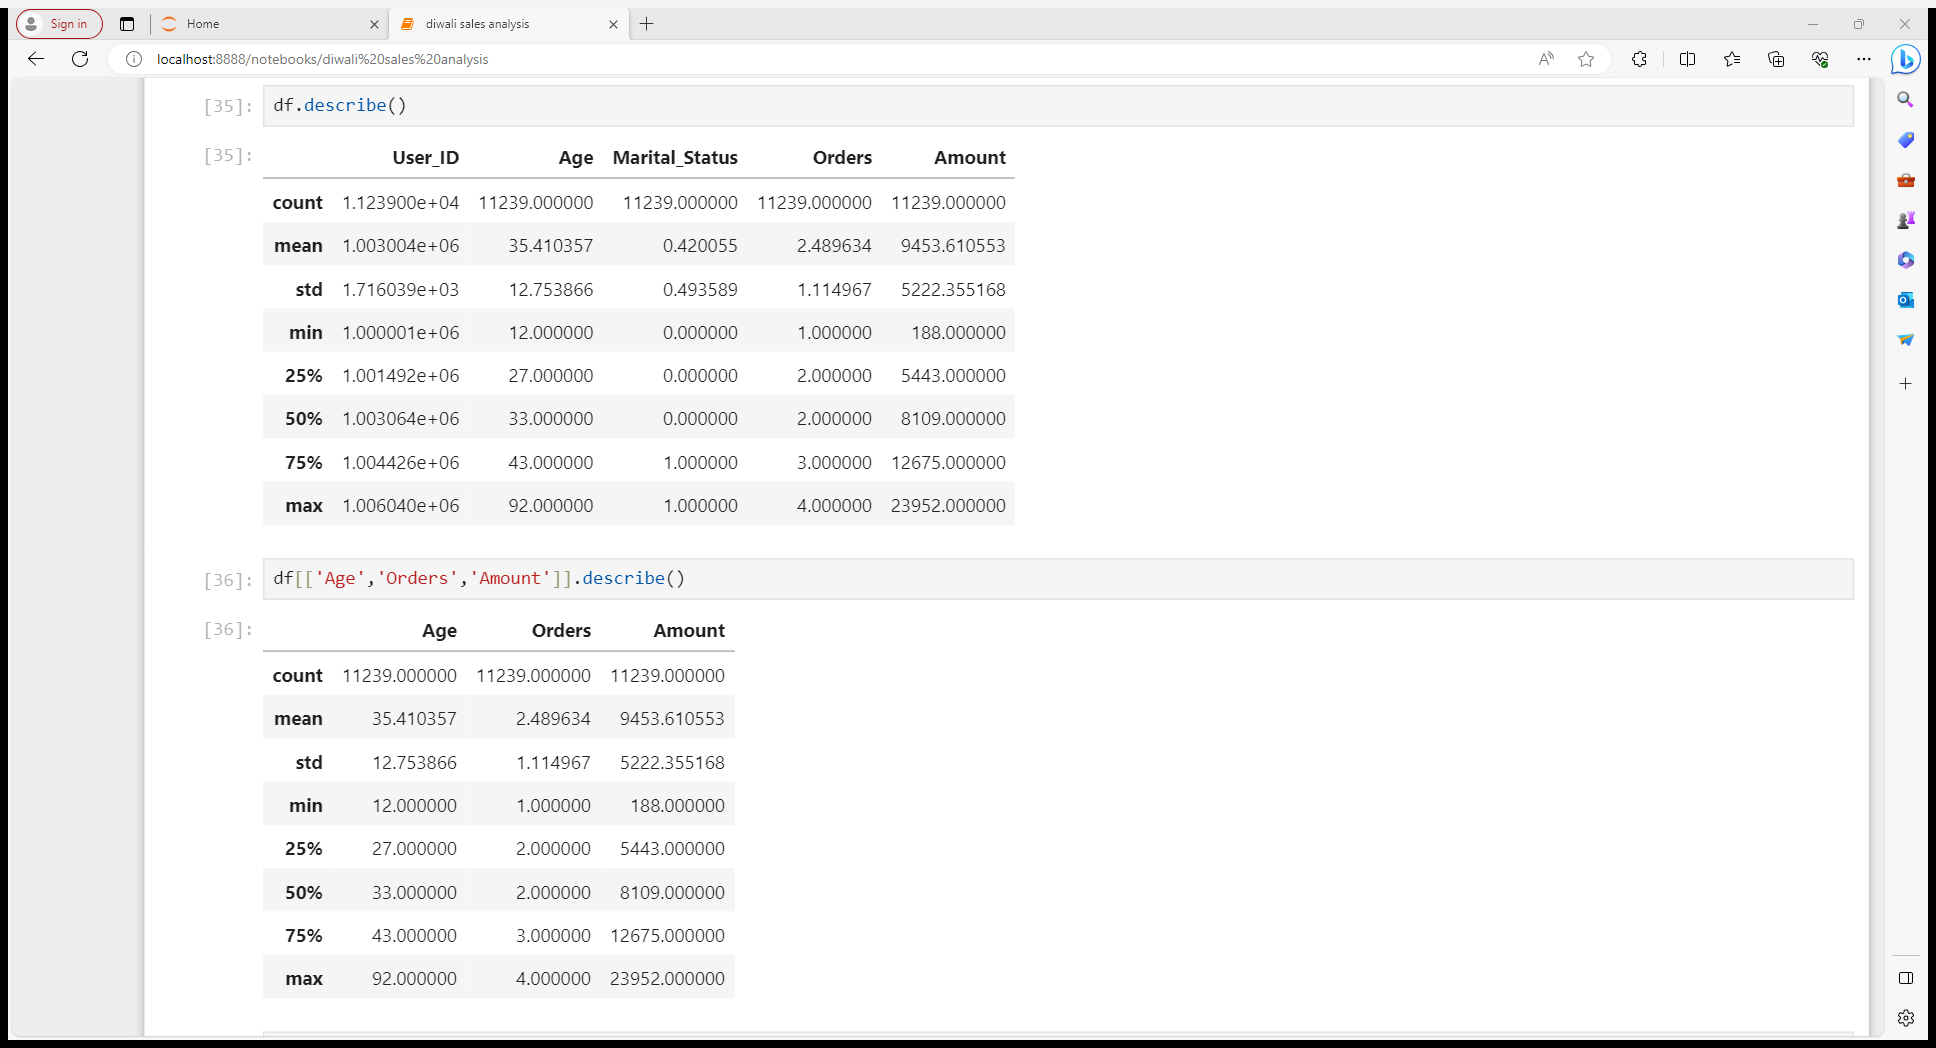 Sign in Home diwali sales analysis
localhost:8888/notebooks/diwali%20sales%20analysis
[35]: df.describe()
[35]: User_ID Age Marital_Status Orders Amount
count 1.123900e+04 11239.000000 11239.000000 11239.000000 11239.000000
mean 1.003004e+06 35.410357 0.420055 2.489634 9453.610553
std 1.716039e+03 12.753866 0.493589 1.114967 5222.355168
min 1.000001e+06 12.000000 0.000000 1.000000 188.000000
25% 1.001492e+06 27.000000 0.000000 2.000000 5443.000000
50% 1.003064e+06 33.000000 0.000000 2.000000 8109.000000
75% 1.004426e+06 43.000000 1.000000 3.000000 12675.000000
max 1.006040e+06 92.000000 1.000000 4.000000 23952.000000
[36]: df[['Age','Orders','Amount']].describe()
[36]: Age Orders Amount
count 11239.000000 11239.000000 11239.000000
mean 35.410357 2.489634 9453.610553
std 12.753866 1.114967 5222.355168
min 12.000000 1.000000 188.000000
25% 27.000000 2.000000 5443.000000
50% 33.000000 2.000000 8109.000000
75% 43.000000 3.000000 12675.000000
max 92.000000 4.000000 23952.000000